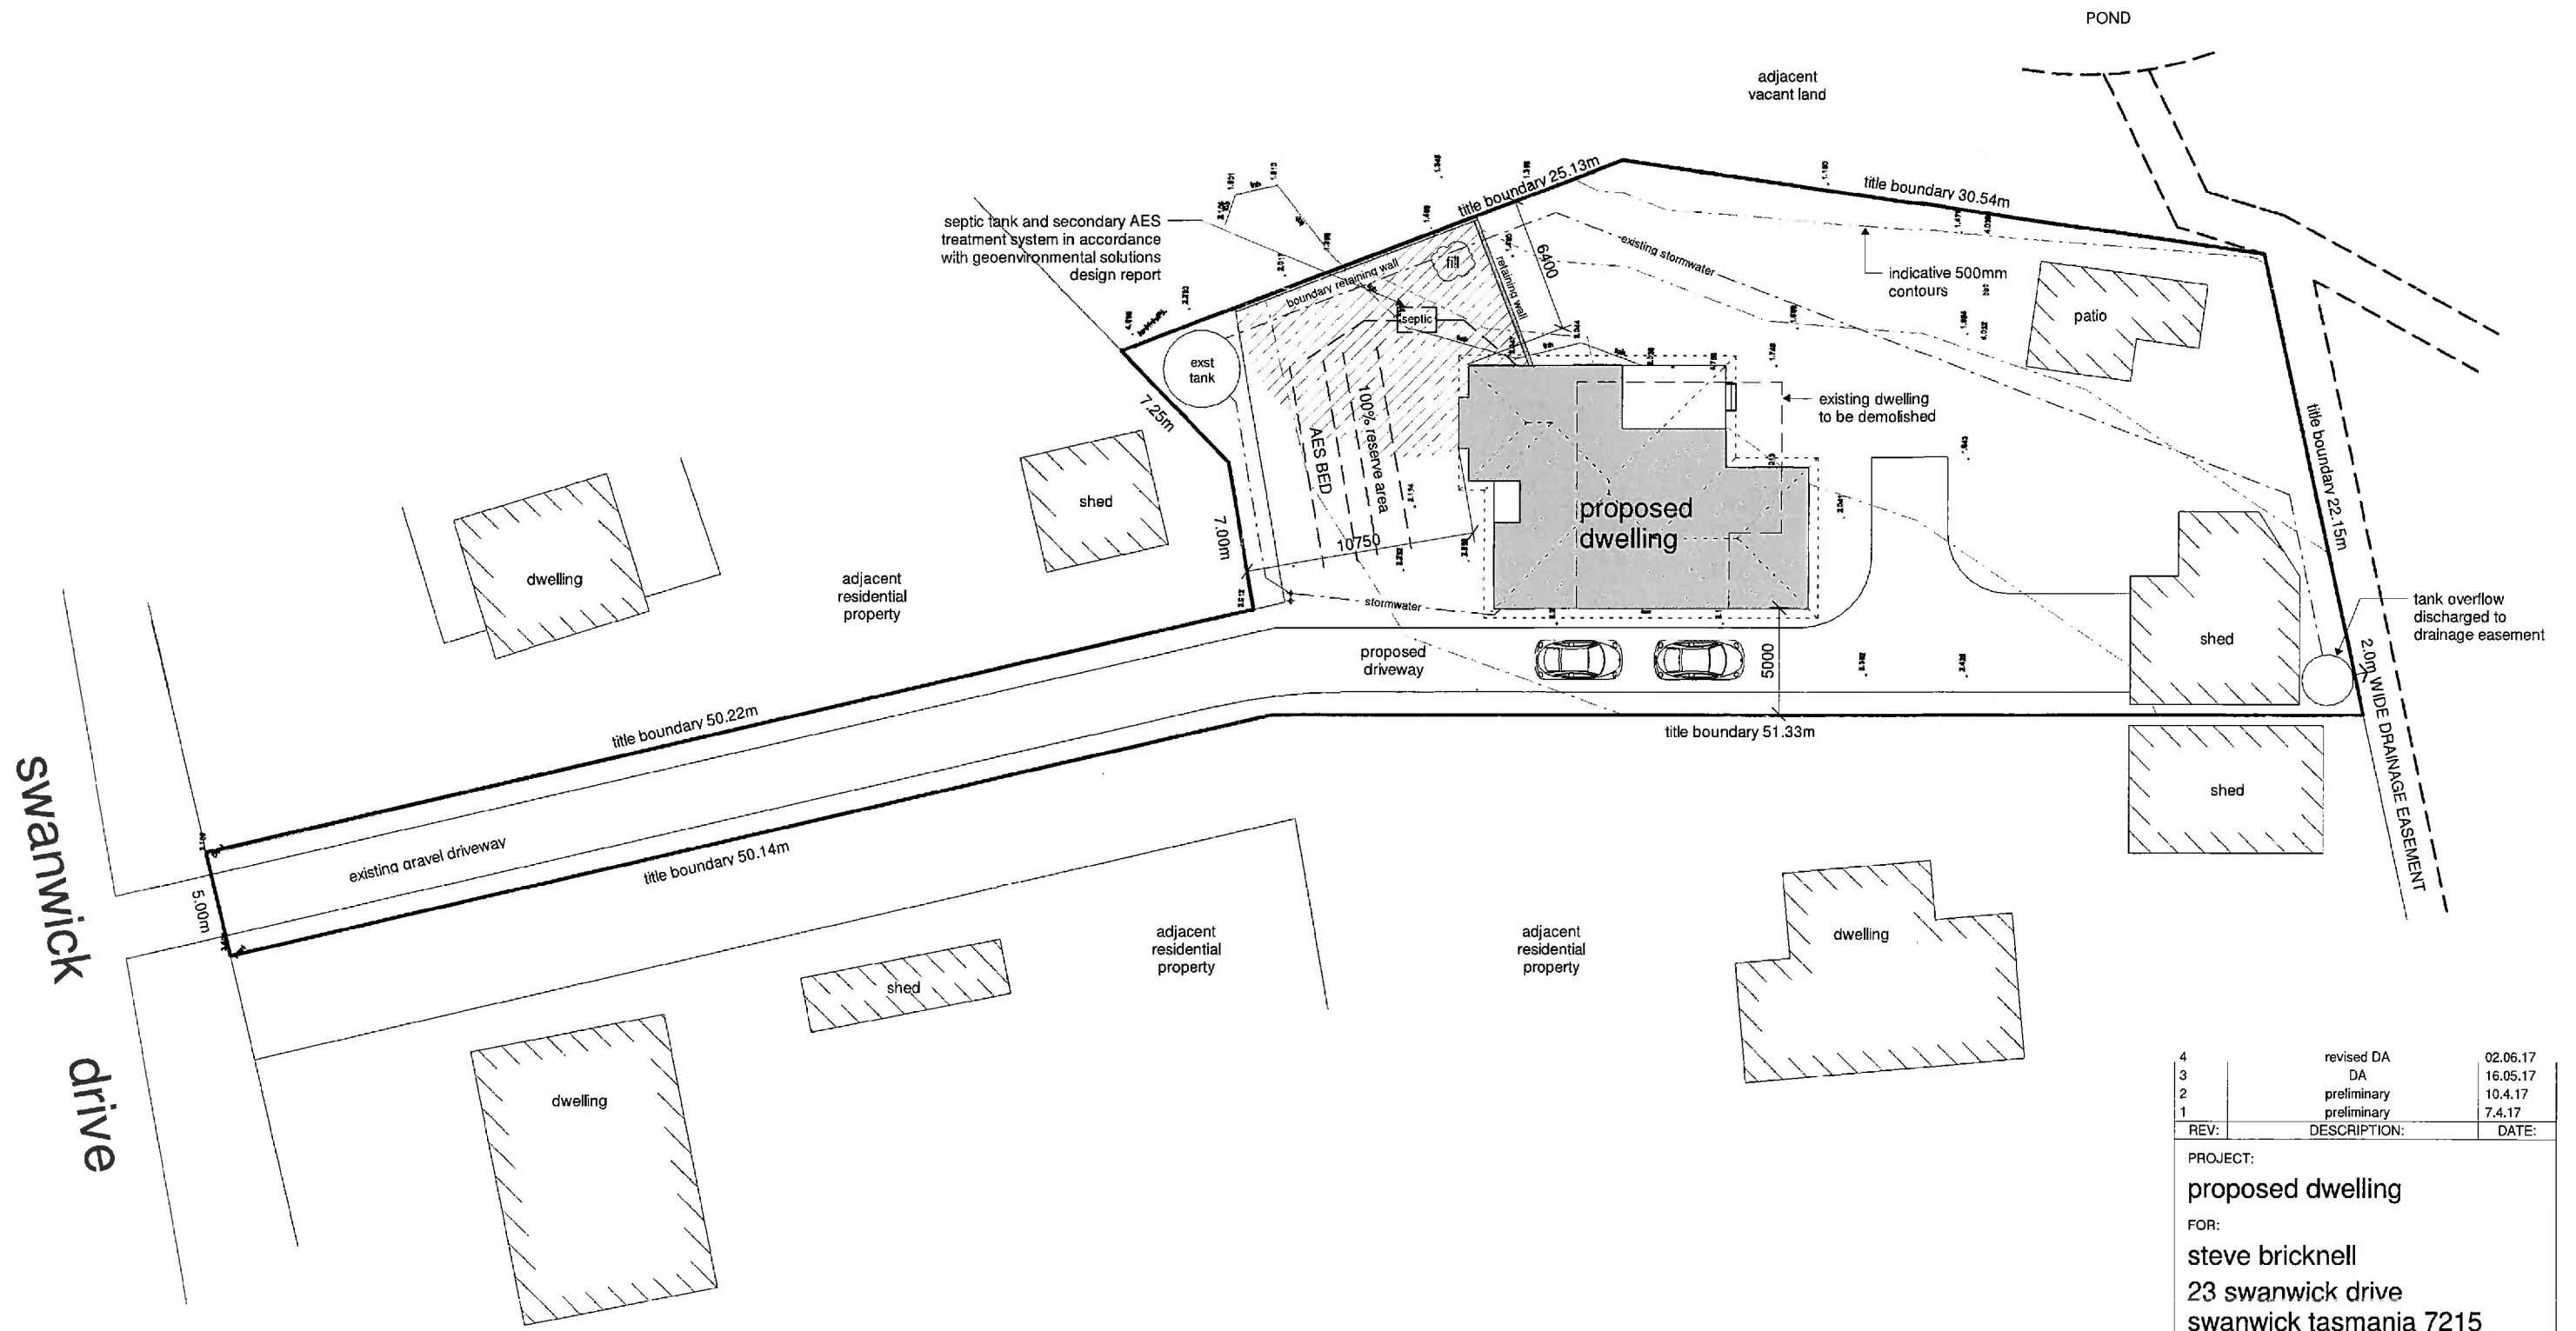 POND
adjacent
vacant land
title boundary 25.13m
title boundary 30.54m
septic tank and secondary AES
treatment system in accordance
with geoenvironmental solutions
design report
boundary retaining wall
fill
retaining wall
6400
existing stormwater
indicative 500mm
contours
patio
septic
exst
tank
7.25m
AES BED
100% reserve area
existing dwelling
to be demolished
title boundary 22.15m
shed
7.00m
10750
proposed
dwelling
dwelling
adjacent
residential
property
stormwater
proposed
driveway
5000
shed
tank overflow
discharged to
drainage easement
2.0m WIDE DRAINAGE EASEMENT
title boundary 50.22m
title boundary 51.33m
shed
swanwick drive
existing gravel driveway
5.00m
title boundary 50.14m
adjacent
residential
property
adjacent
residential
property
dwelling
shed
dwelling
4 revised DA 02.06.17
3 DA 16.05.17
2 preliminary 10.4.17
1 preliminary 7.4.17
REV: DESCRIPTION: DATE:
PROJECT:
proposed dwelling
FOR:
steve bricknell
23 swanwick drive
swanwick tasmania 7215